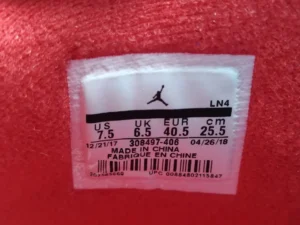 LN4
US UK EUR cm
7.5 6.5 40.5 25.5
12/21/17 308497-406 04/26/18
MADE IN CHINA
FABRIQUE EN CHINE
UPC